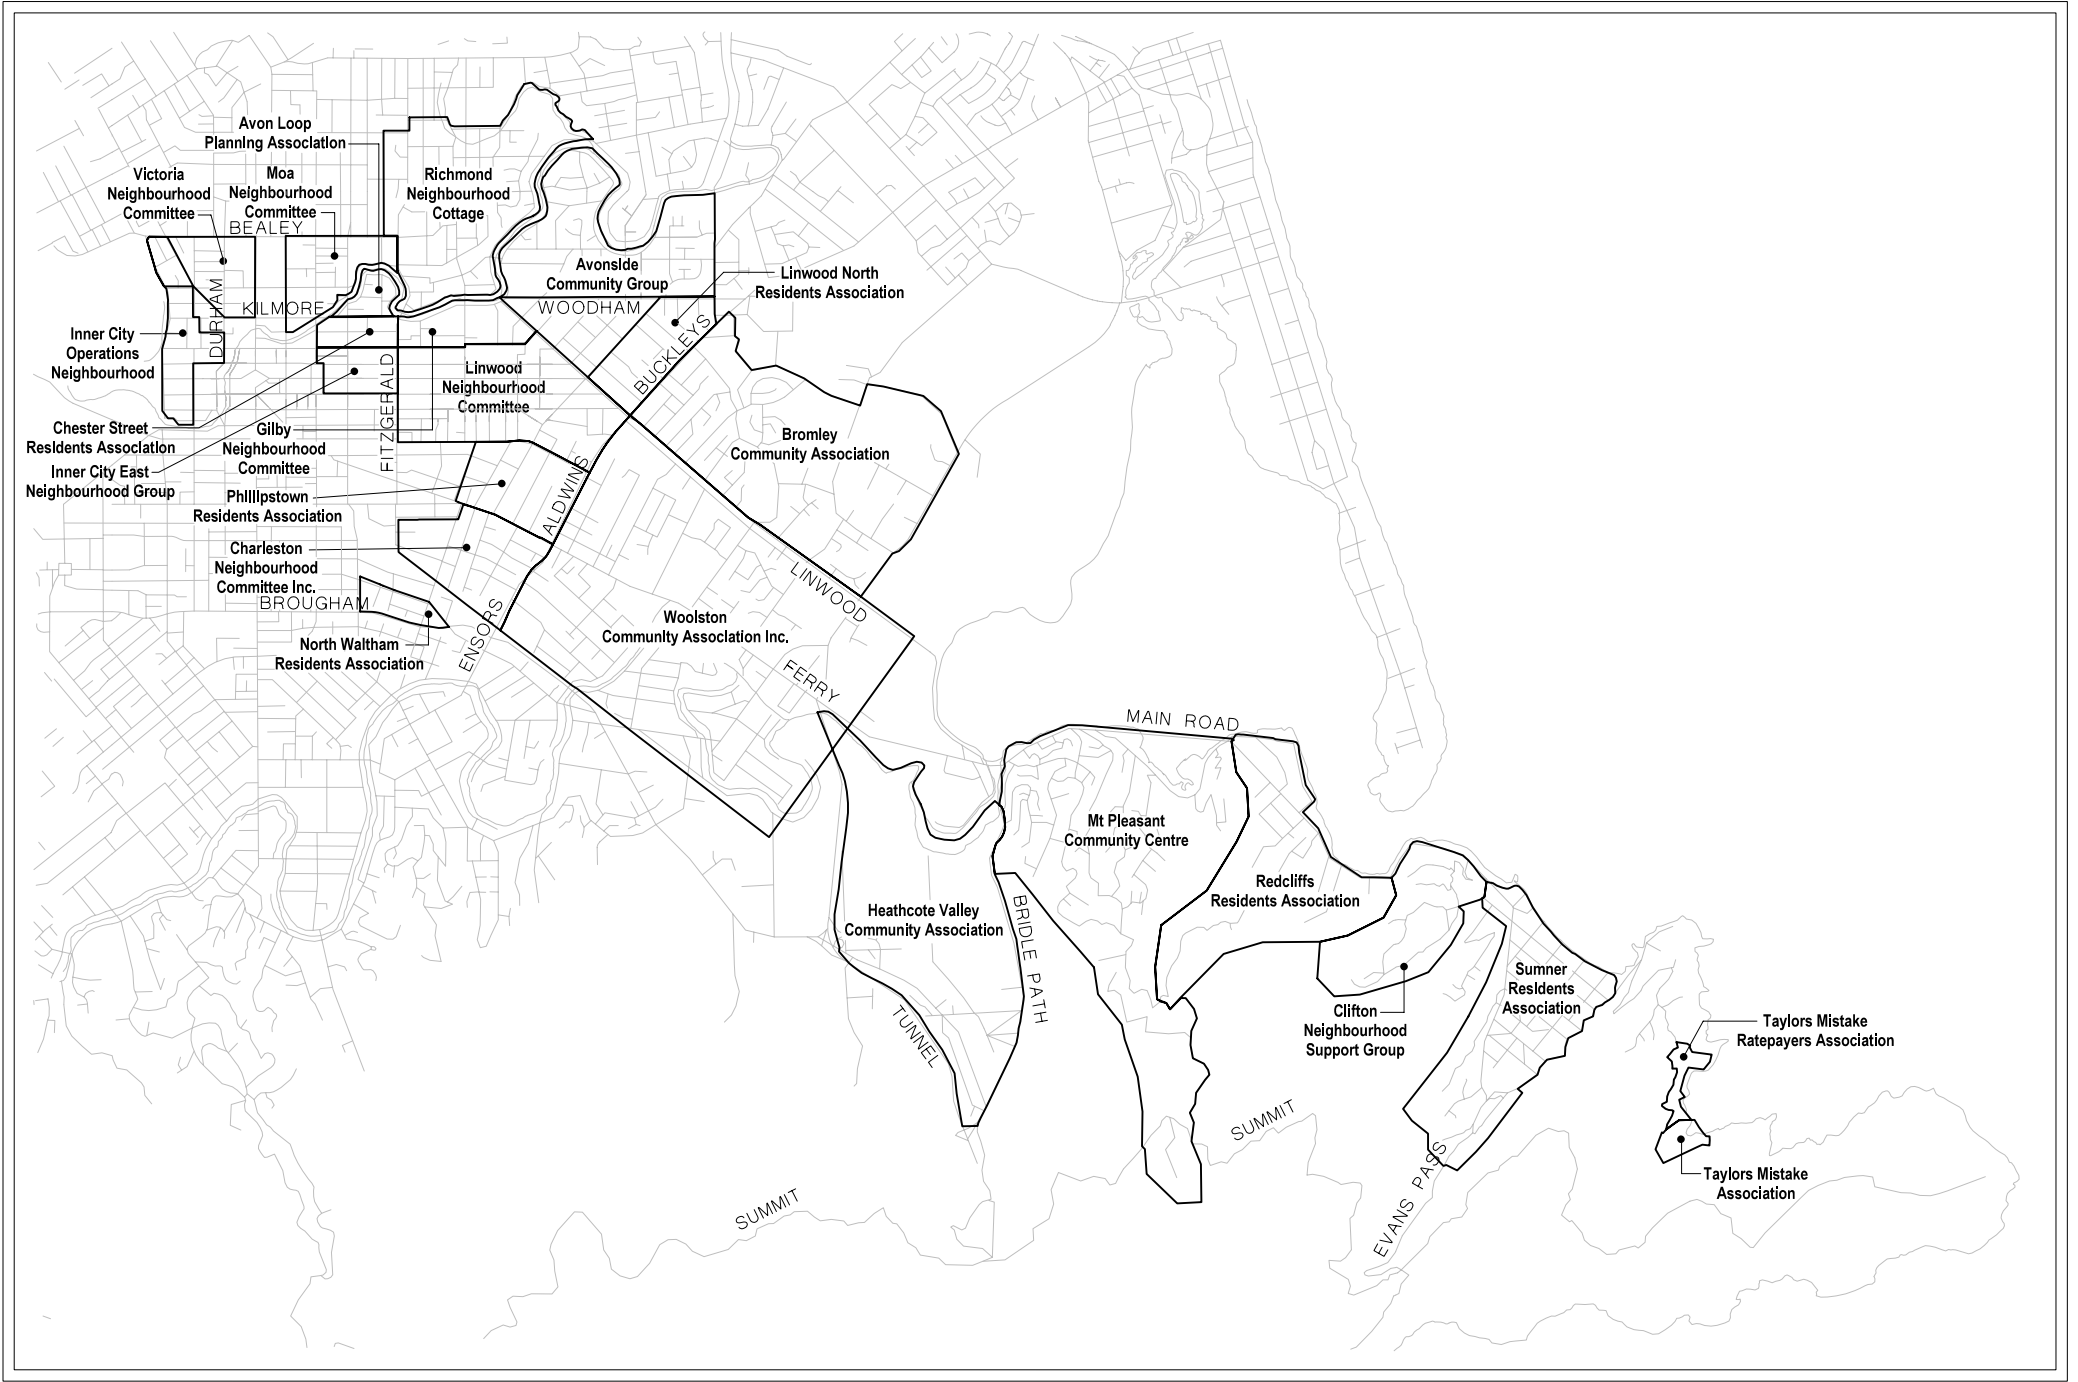 Avon Loop
Planning Association
Victoria
Neighbourhood
Committee
Moa
Neighbourhood
Committee
Richmond
Neighbourhood
Cottage
BEALEY
Avonside
Community Group
Linwood North
Residents Association
KILMORE
WOODHAM
DURHAM
BUCKLEYS
Inner City
Operations
Neighbourhood
FITZGERALD
Linwood
Neighbourhood
Committee
Chester Street
Residents Association
Gilby
Neighbourhood
Committee
Bromley
Community Association
Inner City East
Neighbourhood Group
Phillipstown
Residents Association
ALDWINS
Charleston
Neighbourhood
Committee Inc.
BROUGHAM
LINWOOD
North Waltham
Residents Association
ENSORS
Woolston
Community Association Inc.
FERRY
MAIN ROAD
Mt Pleasant
Community Centre
Redcliffs
Residents Association
Heathcote Valley
Community Association
BRIDLE PATH
TUNNEL
Clifton
Neighbourhood
Support Group
Sumner
Residents
Association
Taylors Mistake
Ratepayers Association
SUMMIT
Taylors Mistake
Association
SUMMIT
EVANS PASS